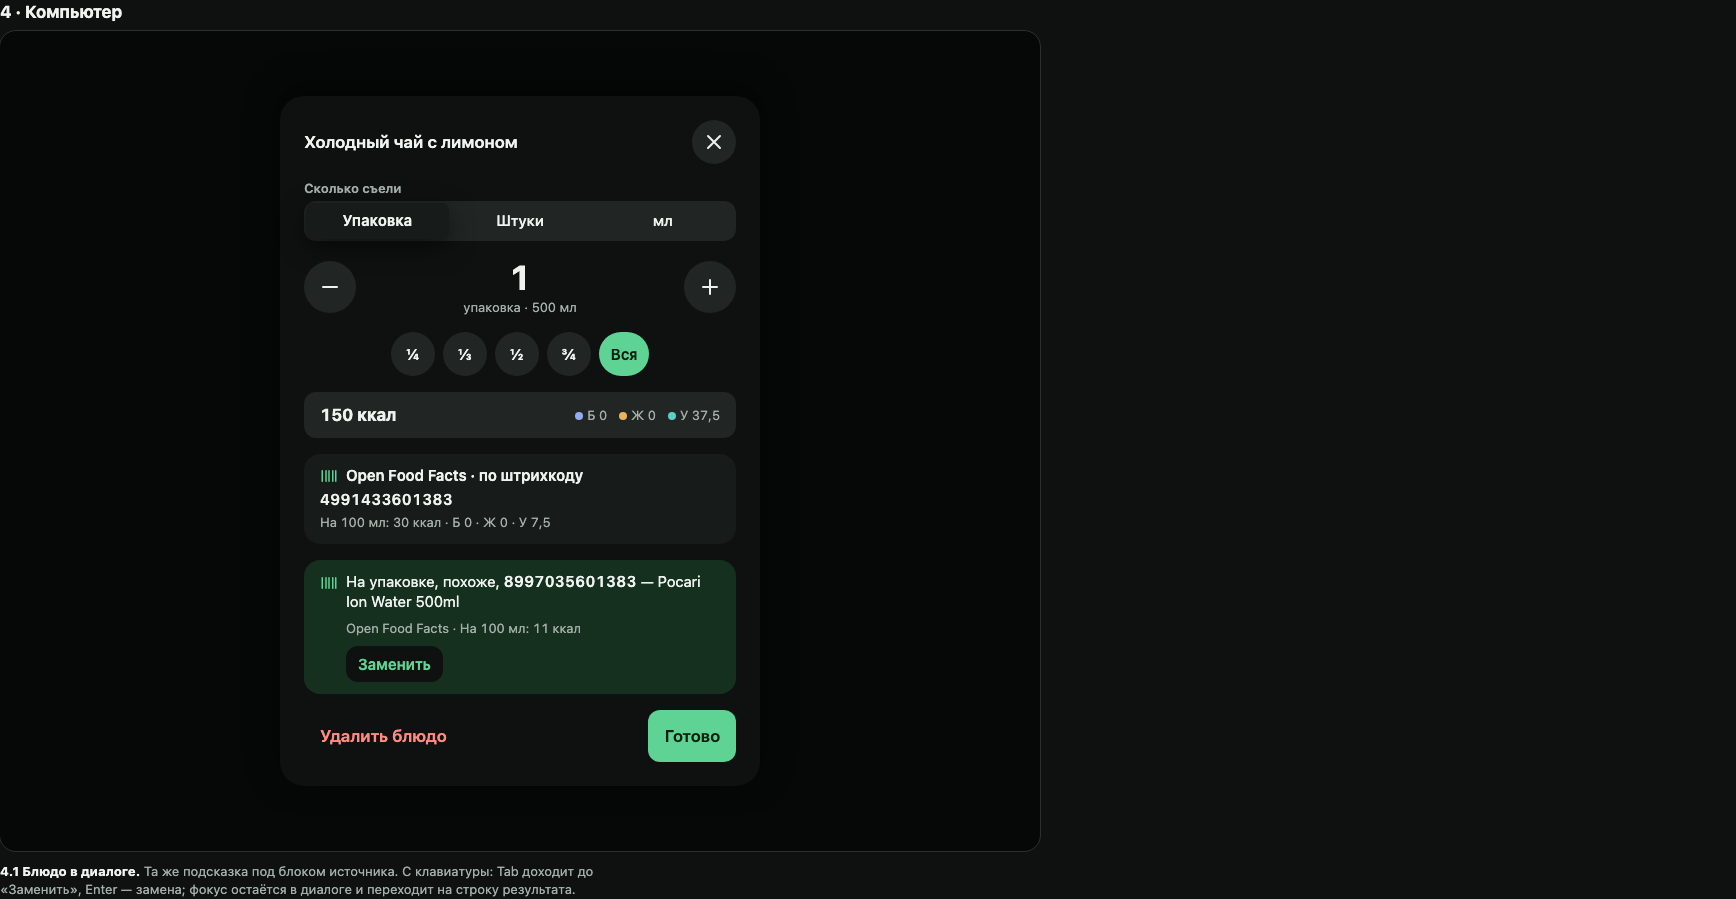 4 · Компьютер
Холодный чай с лимоном
Сколько съели
Упаковка Штуки мл
1
упаковка · 500 мл
¼ ⅓ ½ ¾ Вся
150 ккал Б 0 Ж 0 У 37,5
Open Food Facts · по штрихкоду
4991433601383
На 100 мл: 30 ккал · Б 0 · Ж 0 · У 7,5
На упаковке, похоже, 8997035601383 — Pocari
Ion Water 500ml
Open Food Facts · На 100 мл: 11 ккал
Заменить
Удалить блюдо Готово
4.1 Блюдо в диалоге. Та же подсказка под блоком источника. С клавиатуры: Tab доходит до
«Заменить», Enter — замена; фокус остаётся в диалоге и переходит на строку результата.